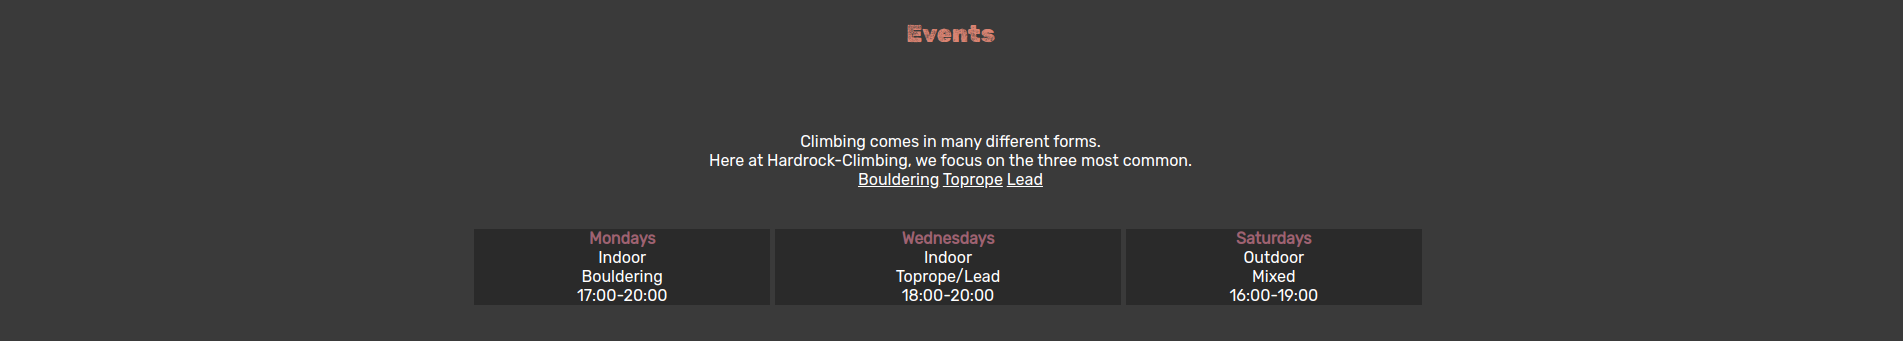 Events
Climbing comes in many different forms.
Here at Hardrock-Climbing, we focus on the three most common.
Bouldering Toprope Lead
Mondays
Indoor
Bouldering
17:00-20:00
Wednesdays
Indoor
Toprope/Lead
18:00-20:00
Saturdays
Outdoor
Mixed
16:00-19:00